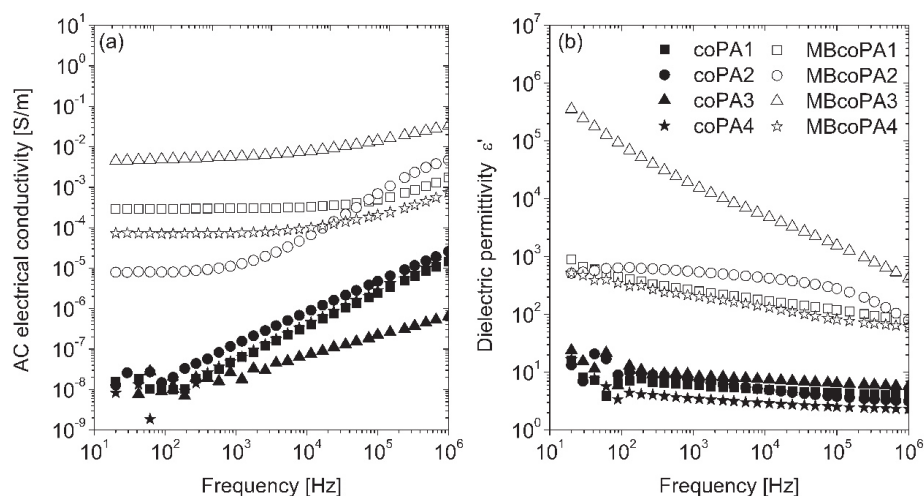 (a)
AC electrical conductivity [S/m]
10^1
10^0
10^-1
10^-2
10^-3
10^-4
10^-5
10^-6
10^-7
10^-8
10^-9
10^1 10^2 10^3 10^4 10^5 10^6
Frequency [Hz]
(b)
coPA1 MBcoPA1
coPA2 MBcoPA2
coPA3 MBcoPA3
coPA4 MBcoPA4
Dielectric permittivity ε'
10^7
10^6
10^5
10^4
10^3
10^2
10^1
10^0
10^1 10^2 10^3 10^4 10^5 10^6
Frequency [Hz]